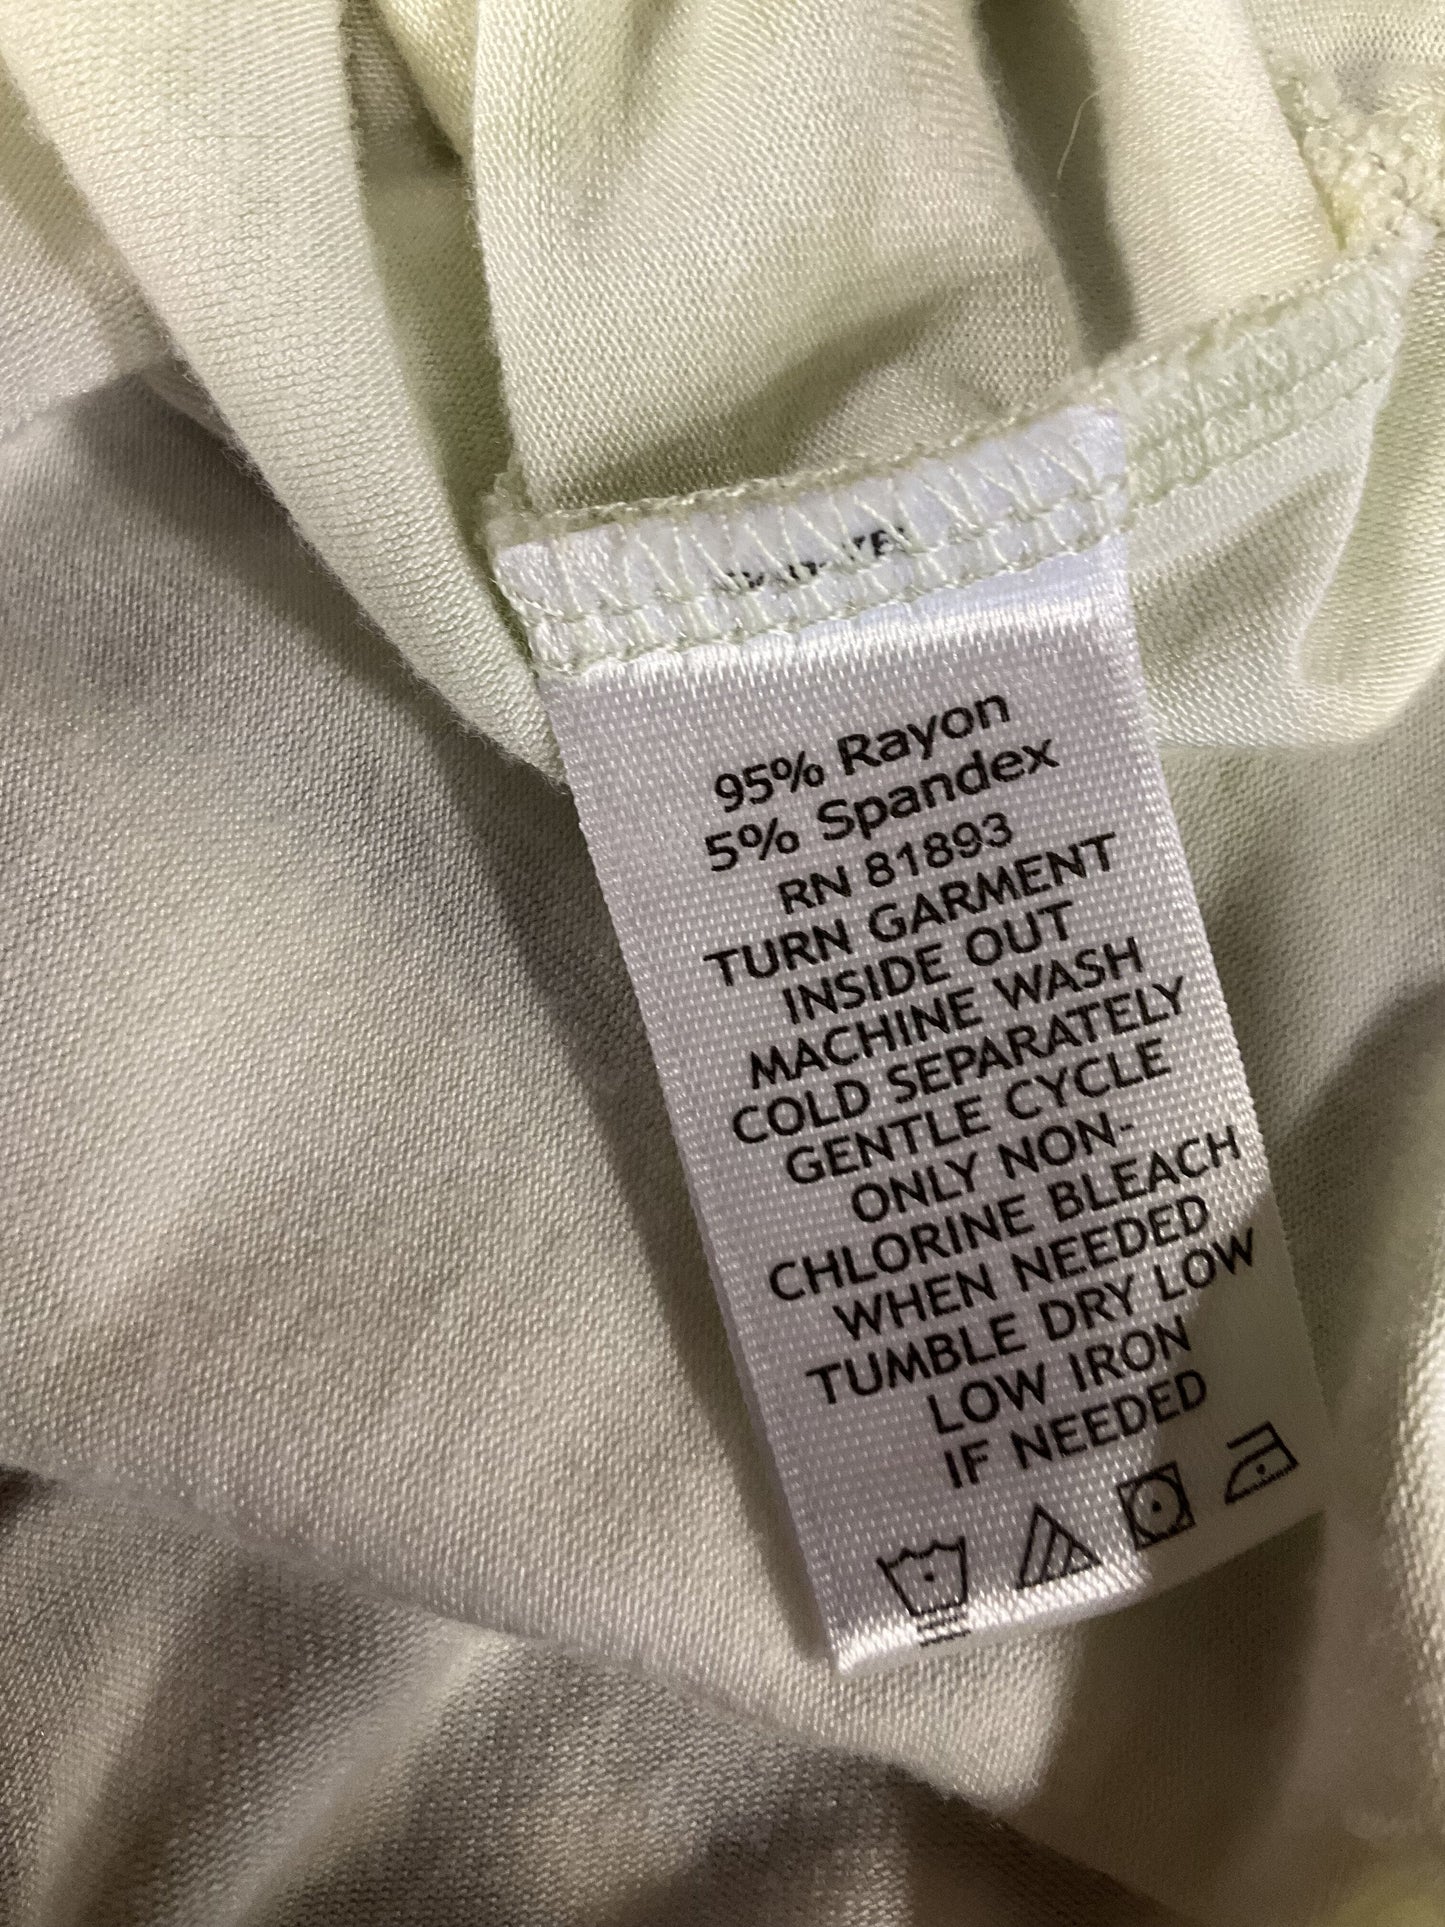 95% Rayon
5% Spandex
RN 81893
TURN GARMENT
INSIDE OUT
MACHINE WASH
COLD SEPARATELY
GENTLE CYCLE
ONLY NON-
CHLORINE BLEACH
WHEN NEEDED
TUMBLE DRY LOW
LOW IRON
IF NEEDED